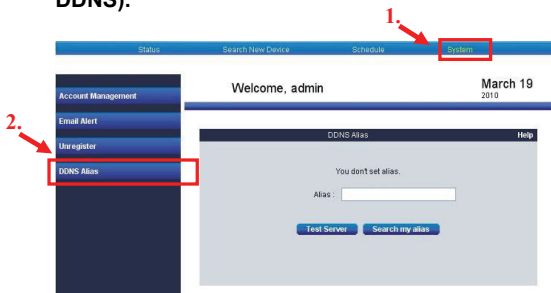 DDNS).
1.
Status Search New Device Schedule System
Welcome, admin
March 19
2010
Account Management
Email Alert
2.
Unregister
DDNS Alias
DDNS Alias Help
You don't set alias.
Alias :
Test Server Search my alias